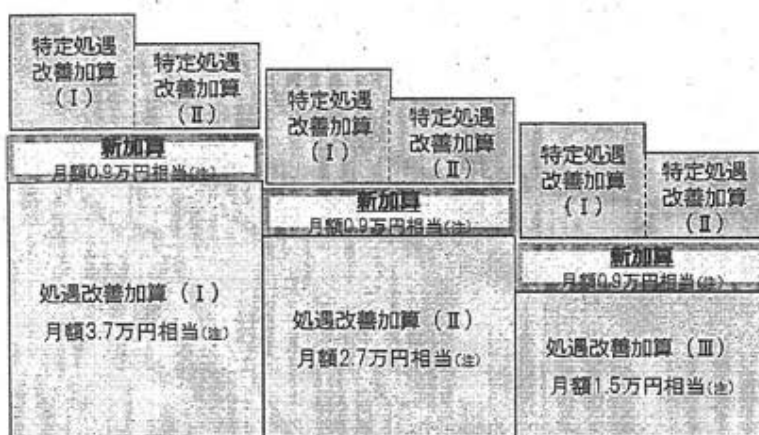 特定処遇
改善加算
(Ⅰ)
特定処遇
改善加算
(Ⅱ)
新加算
月額0.9万円相当(注)
処遇改善加算(Ⅰ)
月額3.7万円相当(注)
特定処遇
改善加算
(Ⅰ)
特定処遇
改善加算
(Ⅱ)
新加算
月額0.9万円相当(注)
処遇改善加算(Ⅱ)
月額2.7万円相当(注)
特定処遇
改善加算
(Ⅰ)
特定処遇
改善加算
(Ⅱ)
新加算
月額0.9万円相当(注)
処遇改善加算(Ⅲ)
月額1.5万円相当(注)